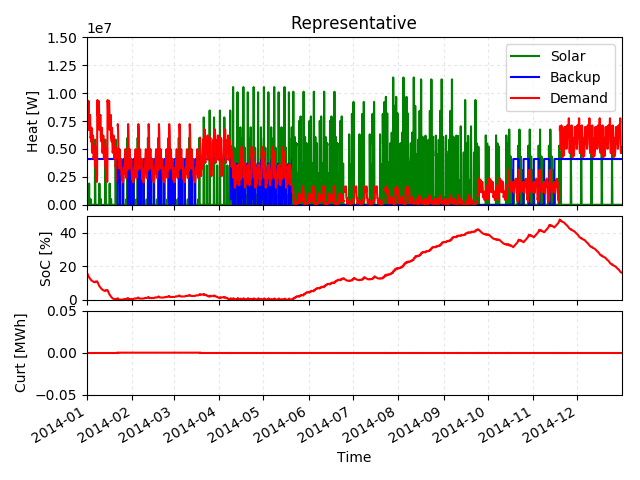 Representative
1e7
1.50
1.25
1.00
0.75
0.50
0.25
0.00
Heat [W]
Solar
Backup
Demand
40
20
0
SoC [%]
0.05
0.00
−0.05
Curt [MWh]
2014-01
2014-02
2014-03
2014-04
2014-05
2014-06
2014-07
2014-08
2014-09
2014-10
2014-11
2014-12
Time